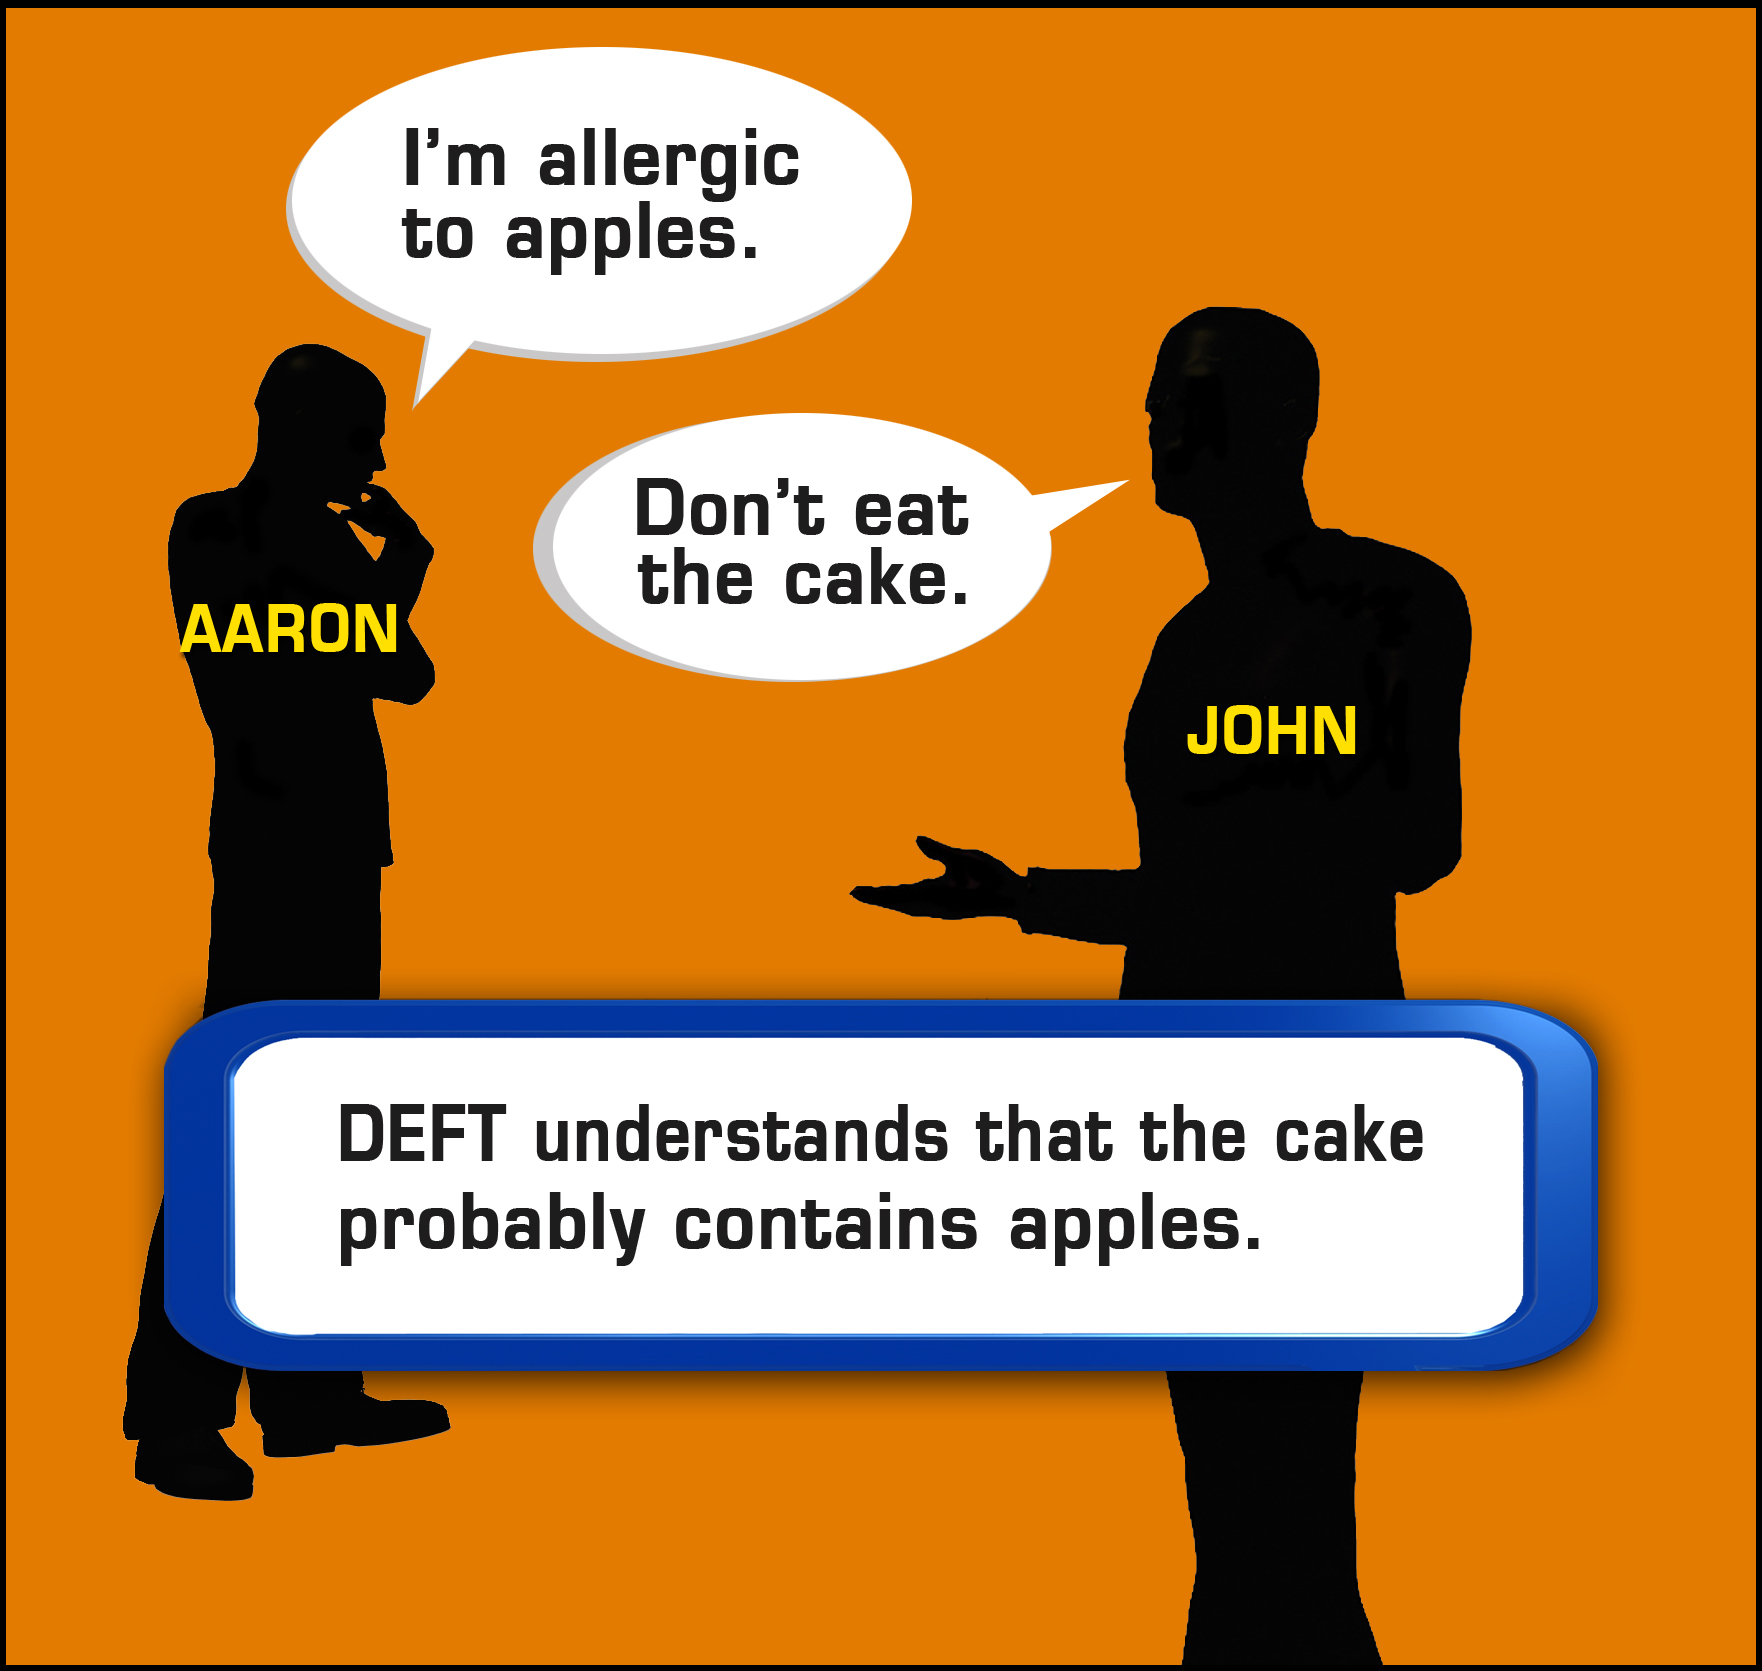 I’m allergic
to apples.
Don’t eat
the cake.
AARON
JOHN
DEFT understands that the cake
probably contains apples.